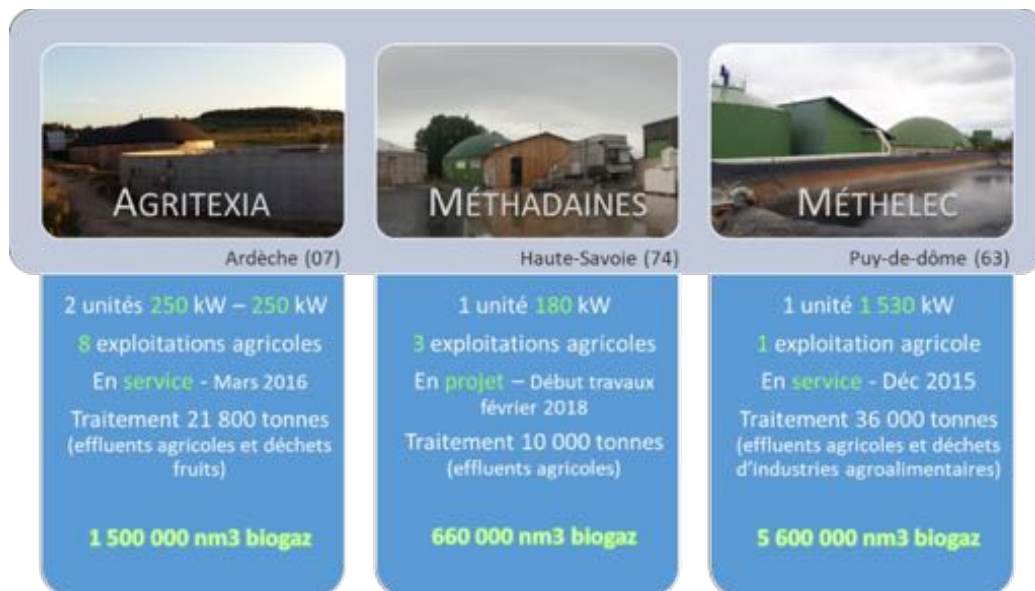 AGRITEXIA
Ardèche (07)
2 unités 250 kW – 250 kW
8 exploitations agricoles
En service - Mars 2016
Traitement 21 800 tonnes
(effluents agricoles et déchets
fruits)
1 500 000 nm3 biogaz
MÉTHADAINES
Haute-Savoie (74)
1 unité 180 kW
3 exploitations agricoles
En projet – Début travaux
février 2018
Traitement 10 000 tonnes
(effluents agricoles)
660 000 nm3 biogaz
MÉTHELEC
Puy-de-dôme (63)
1 unité 1 530 kW
1 exploitation agricole
En service - Déc 2015
Traitement 36 000 tonnes
(effluents agricoles et déchets
d'industries agroalimentaires)
5 600 000 nm3 biogaz